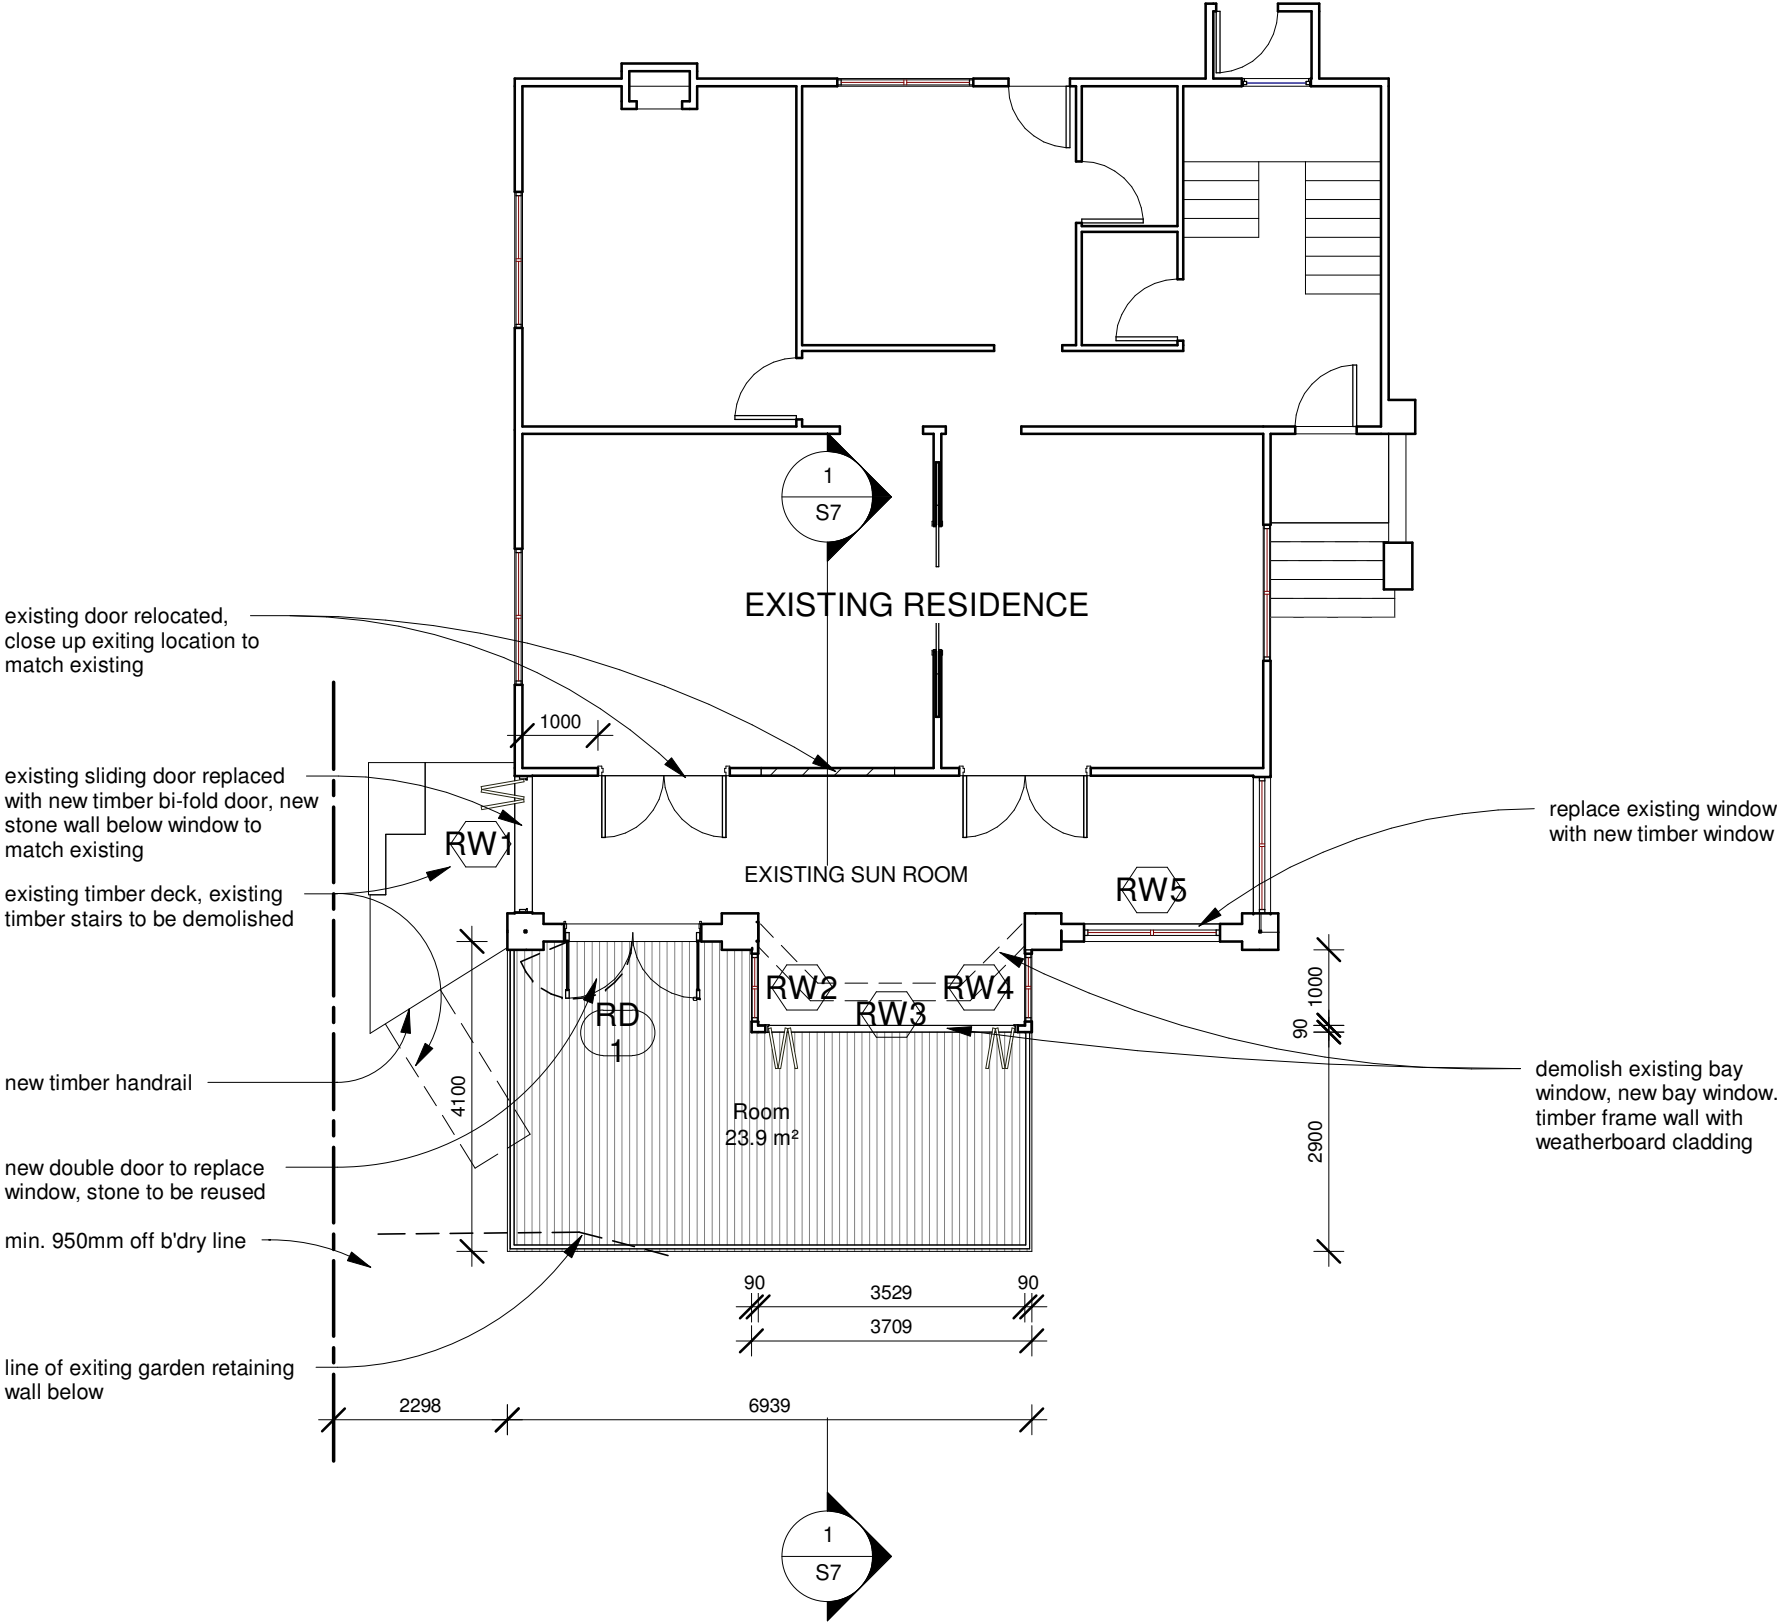 1
S7
EXISTING RESIDENCE
existing door relocated,
close up exiting location to
match existing
1000
existing sliding door replaced
with new timber bi-fold door, new
stone wall below window to
match existing
RW1
replace existing window
with new timber window
EXISTING SUN ROOM
RW5
existing timber deck, existing
timber stairs to be demolished
RW2
RW3
RW4
RD
1
1000
90
2900
new timber handrail
4100
demolish existing bay
window, new bay window.
timber frame wall with
weatherboard cladding
Room
23.9 m²
new double door to replace
window, stone to be reused
min. 950mm off b'dry line
90
3529
90
3709
line of exiting garden retaining
wall below
2298
6939
1
S7